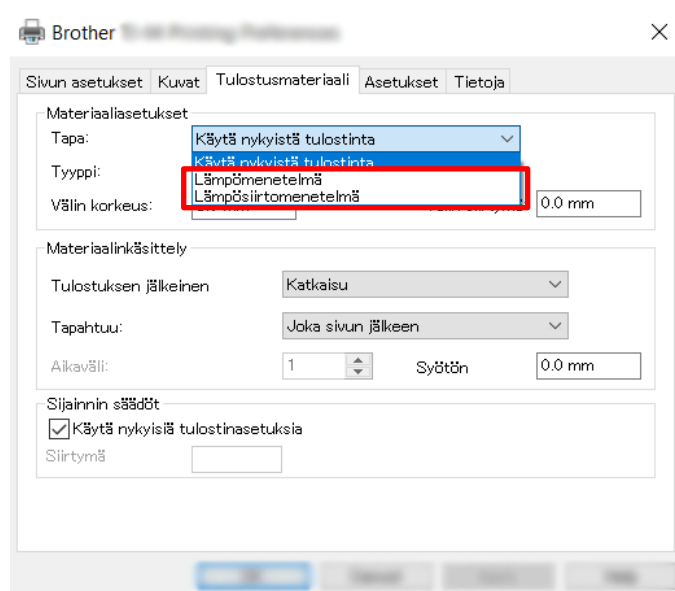 Brother
Sivun asetukset Kuvat Tulostusmateriaali Asetukset Tietoja
Materiaaliasetukset
Tapa: Käytä nykyistä tulostinta
Käytä nykyistä tulostinta
Tyyppi: Lämpömenetelmä
Lämpösiirtomenetelmä
Välin korkeus: 0.0 mm
Materiaalinkäsittely
Tulostuksen jälkeinen Katkaisu
Tapahtuu: Joka sivun jälkeen
Aikaväli: 1 Syötön 0.0 mm
Sijainnin säädöt
Käytä nykyisiä tulostinasetuksia
Siirtymä